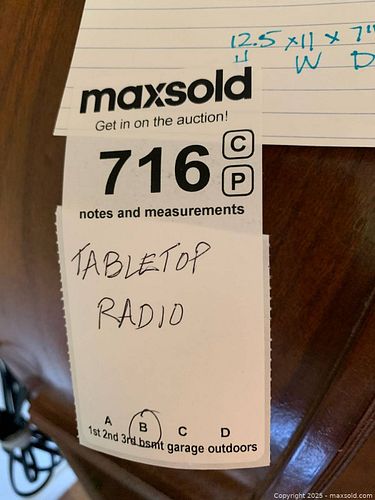 12.5 x 11 x 7"
H W D
maxsold
Get in on the auction!
716 C
P
notes and measurements
TABLETOP
RADIO
A B C D
1st 2nd 3rd bsmt garage outdoors
Copyright 2025 - maxsold.com